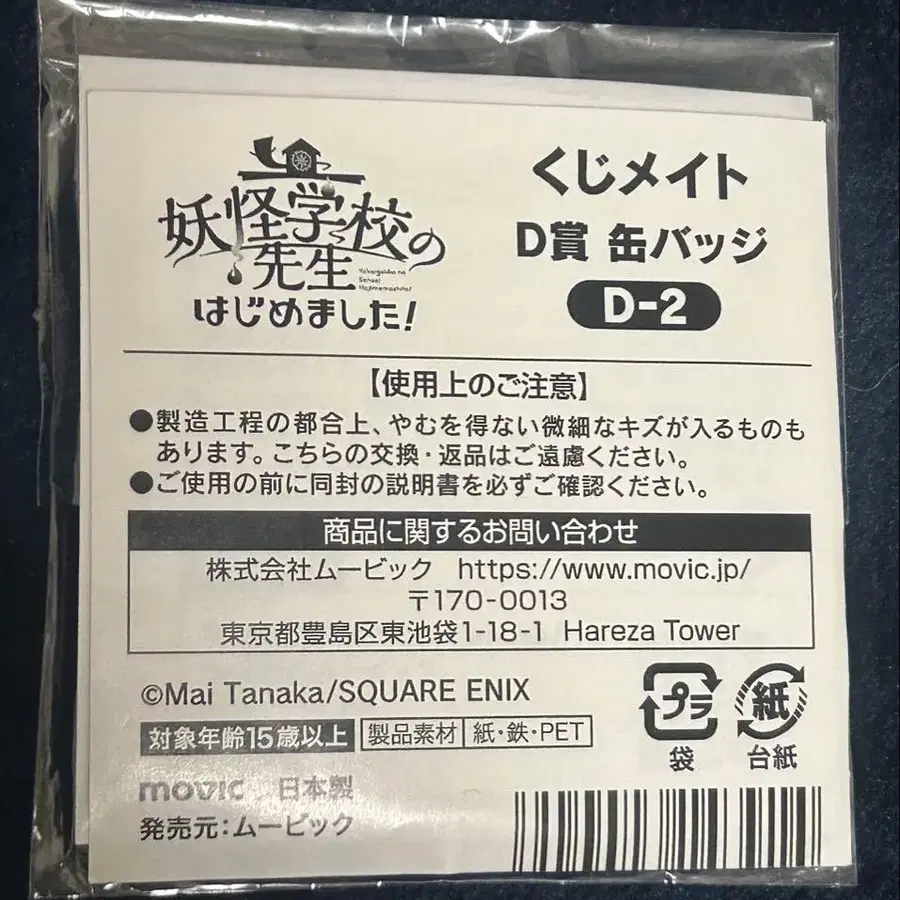 妖怪学校の
先生
はじめました!
Yohkaigakko no
Sensei
Hajimemashita!
くじメイト
D賞 缶バッジ
D-2
【使用上のご注意】
●製造工程の都合上、やむを得ない微細なキズが入るものも
あります。こちらの交換・返品はご遠慮ください。
●ご使用の前に同封の説明書を必ずご確認ください。
商品に関するお問い合わせ
株式会社ムービック https://www.movic.jp/
〒170-0013
東京都豊島区東池袋1-18-1 Hareza Tower
©Mai Tanaka/SQUARE ENIX
対象年齢15歳以上 製品素材 紙・鉄・PET
movic 日本製
発売元:ムービック
プラ
袋
紙
台紙